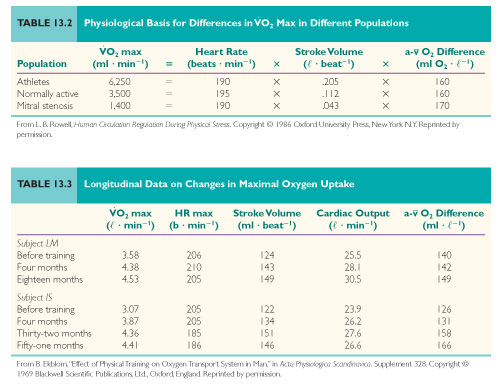 TABLE 13.2 Physiological Basis for Differences in V̇O₂ Max in Different Populations
V̇O₂ max Heart Rate Stroke Volume a-v̄ O₂ Difference
Population (ml · min⁻¹) = (beats · min⁻¹) × (ℓ · beat⁻¹) × (ml O₂ · ℓ⁻¹)
Athletes 6,250 = 190 × .205 × 160
Normally active 3,500 = 195 × .112 × 160
Mitral stenosis 1,400 = 190 × .043 × 170
From L. B. Rowell, Human Circulation Regulation During Physical Stress. Copyright © 1986 Oxford University Press, New York N.Y. Reprinted by
permission.
TABLE 13.3 Longitudinal Data on Changes in Maximal Oxygen Uptake
V̇O₂ max HR max Stroke Volume Cardiac Output a-v̄ O₂ Difference
(ℓ · min⁻¹) (b · min⁻¹) (ml · beat⁻¹) (ℓ · min⁻¹) (ml · ℓ⁻¹)
Subject LM
Before training 3.58 206 124 25.5 140
Four months 4.38 210 143 28.1 142
Eighteen months 4.53 205 149 30.5 149
Subject IS
Before training 3.07 205 122 23.9 126
Four months 3.87 205 134 26.2 131
Thirty-two months 4.36 185 151 27.6 158
Fifty-one months 4.41 186 146 26.6 166
From B. Ekblom, "Effect of Physical Training on Oxygen Transport System in Man," in Acta Physiologica Scandinavica. Supplement 328. Copyright ©
1969 Blackwell Scientific Publications, Ltd., Oxford, England. Reprinted by permission.